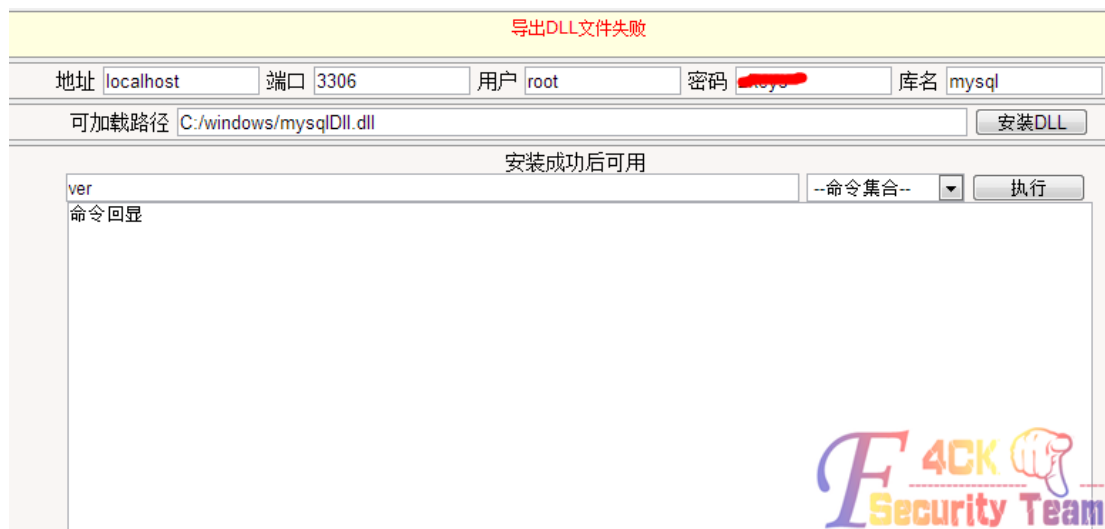 导出DLL文件失败
地址 localhost 端口 3306 用户 root 密码 库名 mysql
可加载路径 C:/windows/mysqlDll.dll 安装DLL
安装成功后可用
ver --命令集合-- 执行
命令回显
F4CK
Security Team